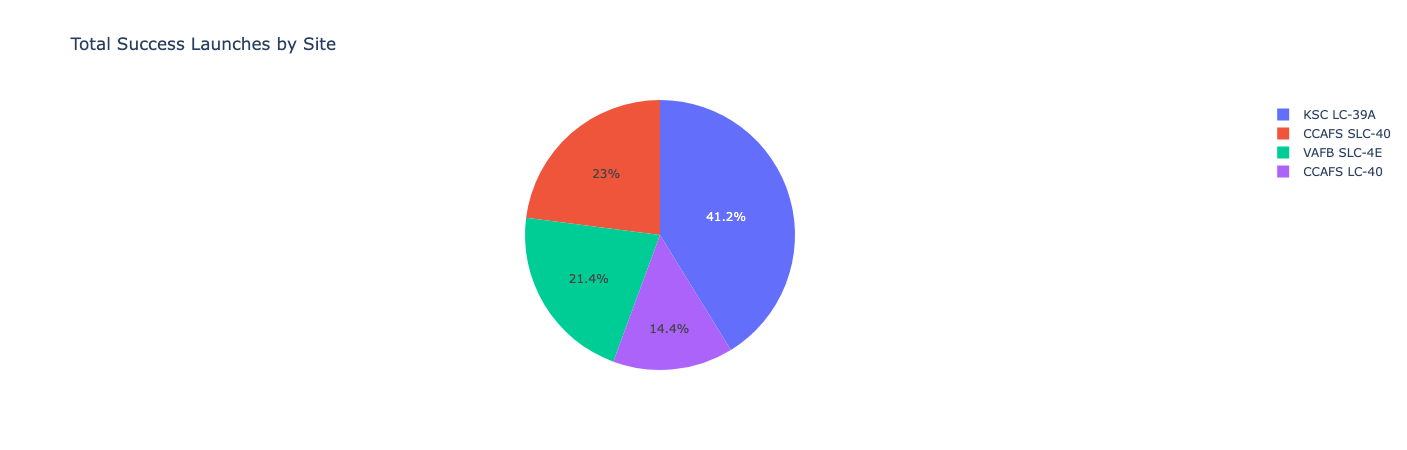 Total Success Launches by Site
KSC LC-39A
CCAFS SLC-40
VAFB SLC-4E
CCAFS LC-40
23%
41.2%
21.4%
14.4%